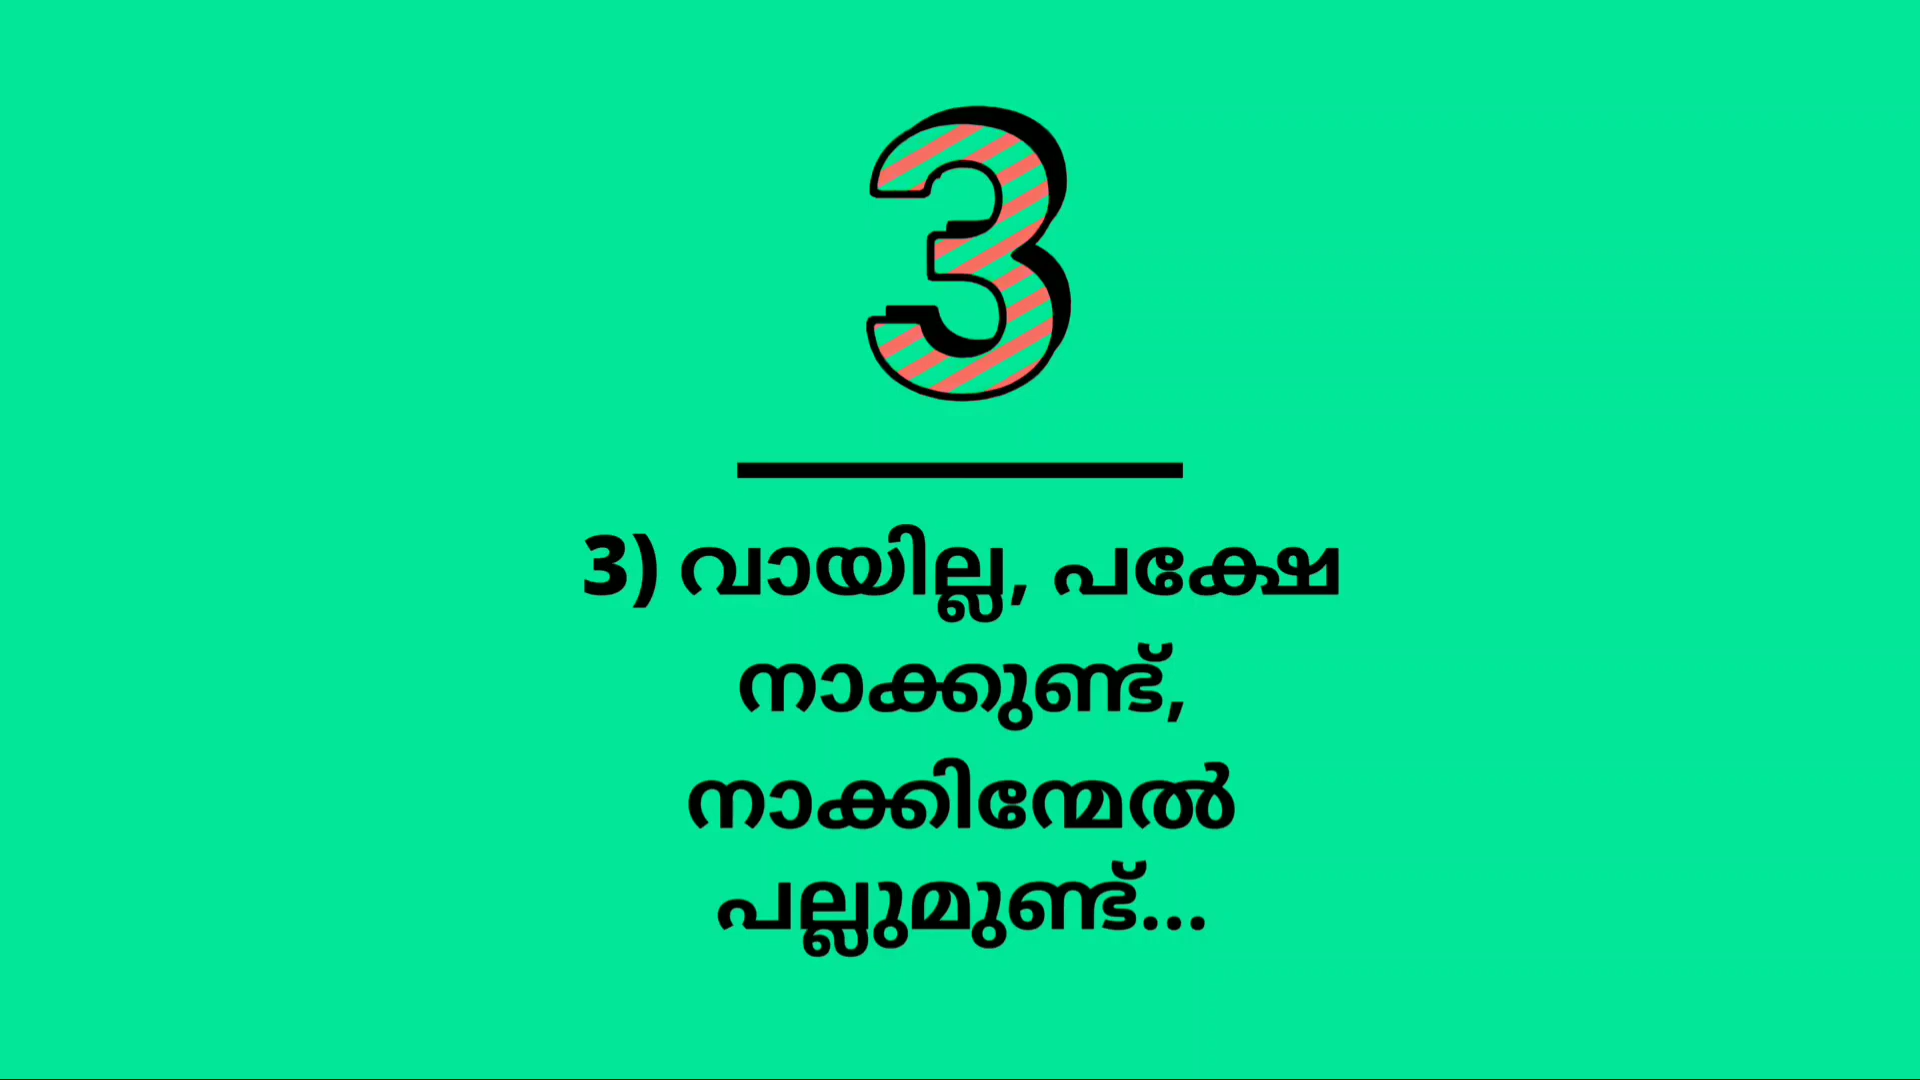 3
3) വായില്ല, പക്ഷേ
നാക്കുണ്ട്,
നാക്കിന്മേൽ
പല്ലുമുണ്ട്...